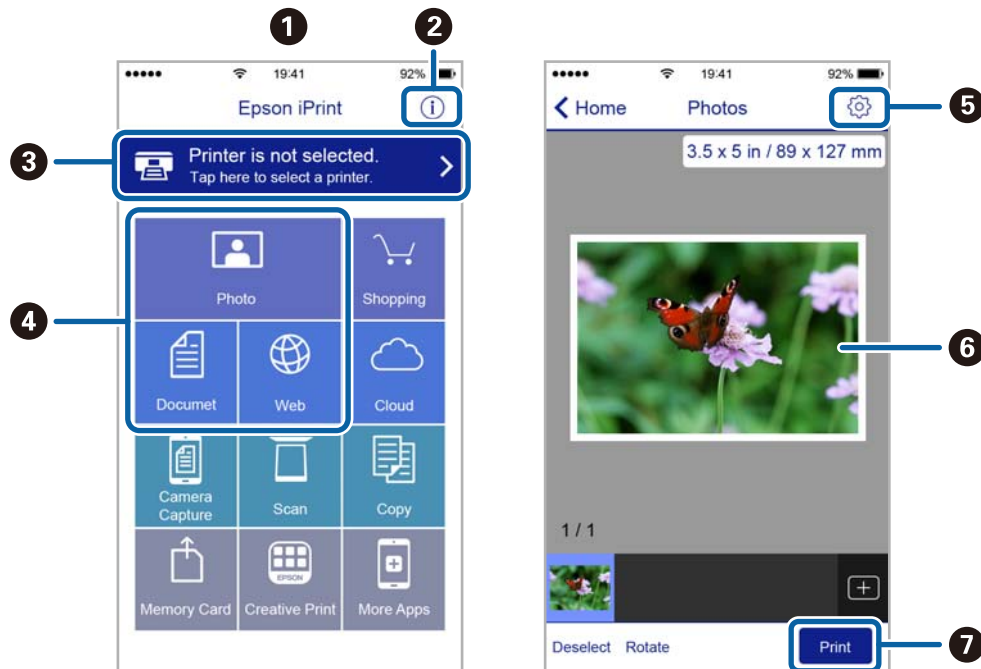 1
2
19:41
92%
Epson iPrint
3
Printer is not selected.
Tap here to select a printer.
4
Photo
Shopping
Documet
Web
Cloud
Camera
Capture
Scan
Copy
EPSON
Memory Card
Creative Print
More Apps
19:41
92%
Home
Photos
5
3.5 x 5 in / 89 x 127 mm
6
1 / 1
Deselect
Rotate
Print
7